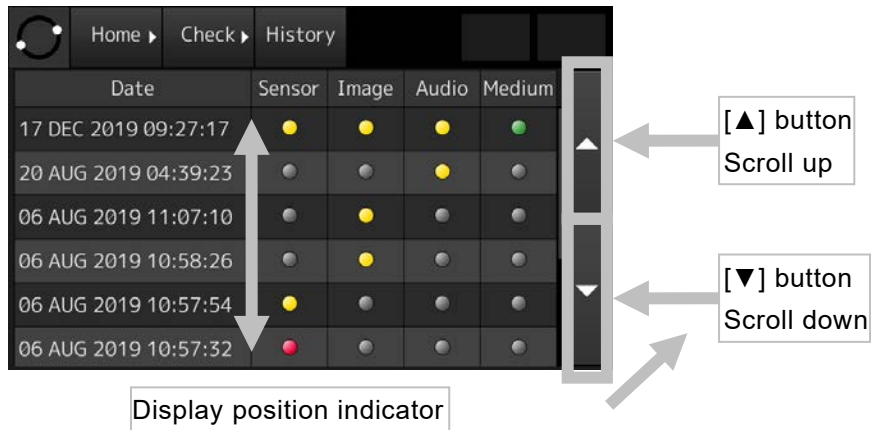 Home ▸ Check ▸ History
Date Sensor Image Audio Medium
17 DEC 2019 09:27:17
20 AUG 2019 04:39:23
06 AUG 2019 11:07:10
06 AUG 2019 10:58:26
06 AUG 2019 10:57:54
06 AUG 2019 10:57:32
[▲] button
Scroll up
[▼] button
Scroll down
Display position indicator